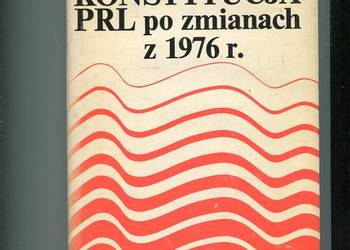 KONSTYTUCJA
PRL po zmianach
z 1976 r.